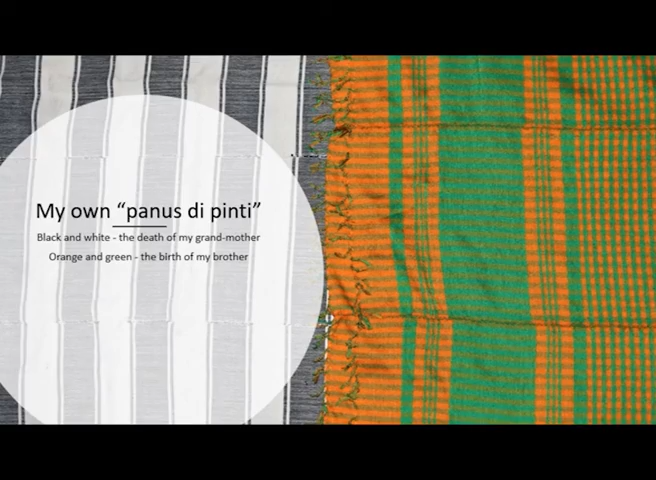 My own “panus di pinti”
Black and white - the death of my grand-mother
Orange and green - the birth of my brother